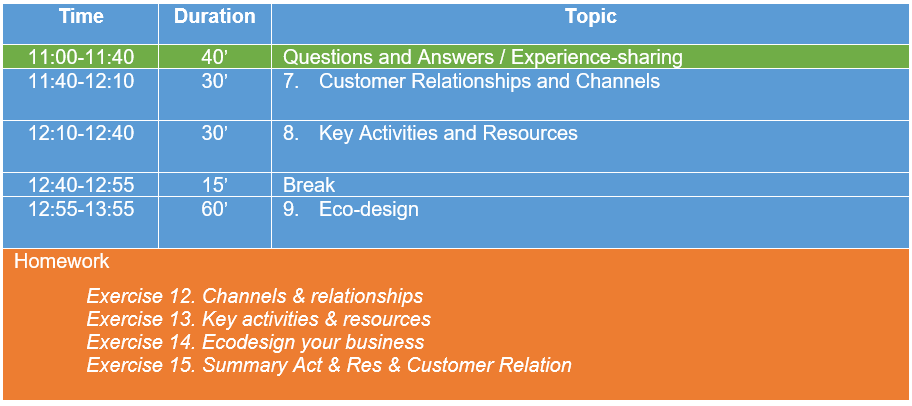 Time Duration Topic
11:00-11:40 40’ Questions and Answers / Experience-sharing
11:40-12:10 30’ 7. Customer Relationships and Channels
12:10-12:40 30’ 8. Key Activities and Resources
12:40-12:55 15’ Break
12:55-13:55 60’ 9. Eco-design
Homework
Exercise 12. Channels & relationships
Exercise 13. Key activities & resources
Exercise 14. Ecodesign your business
Exercise 15. Summary Act & Res & Customer Relation